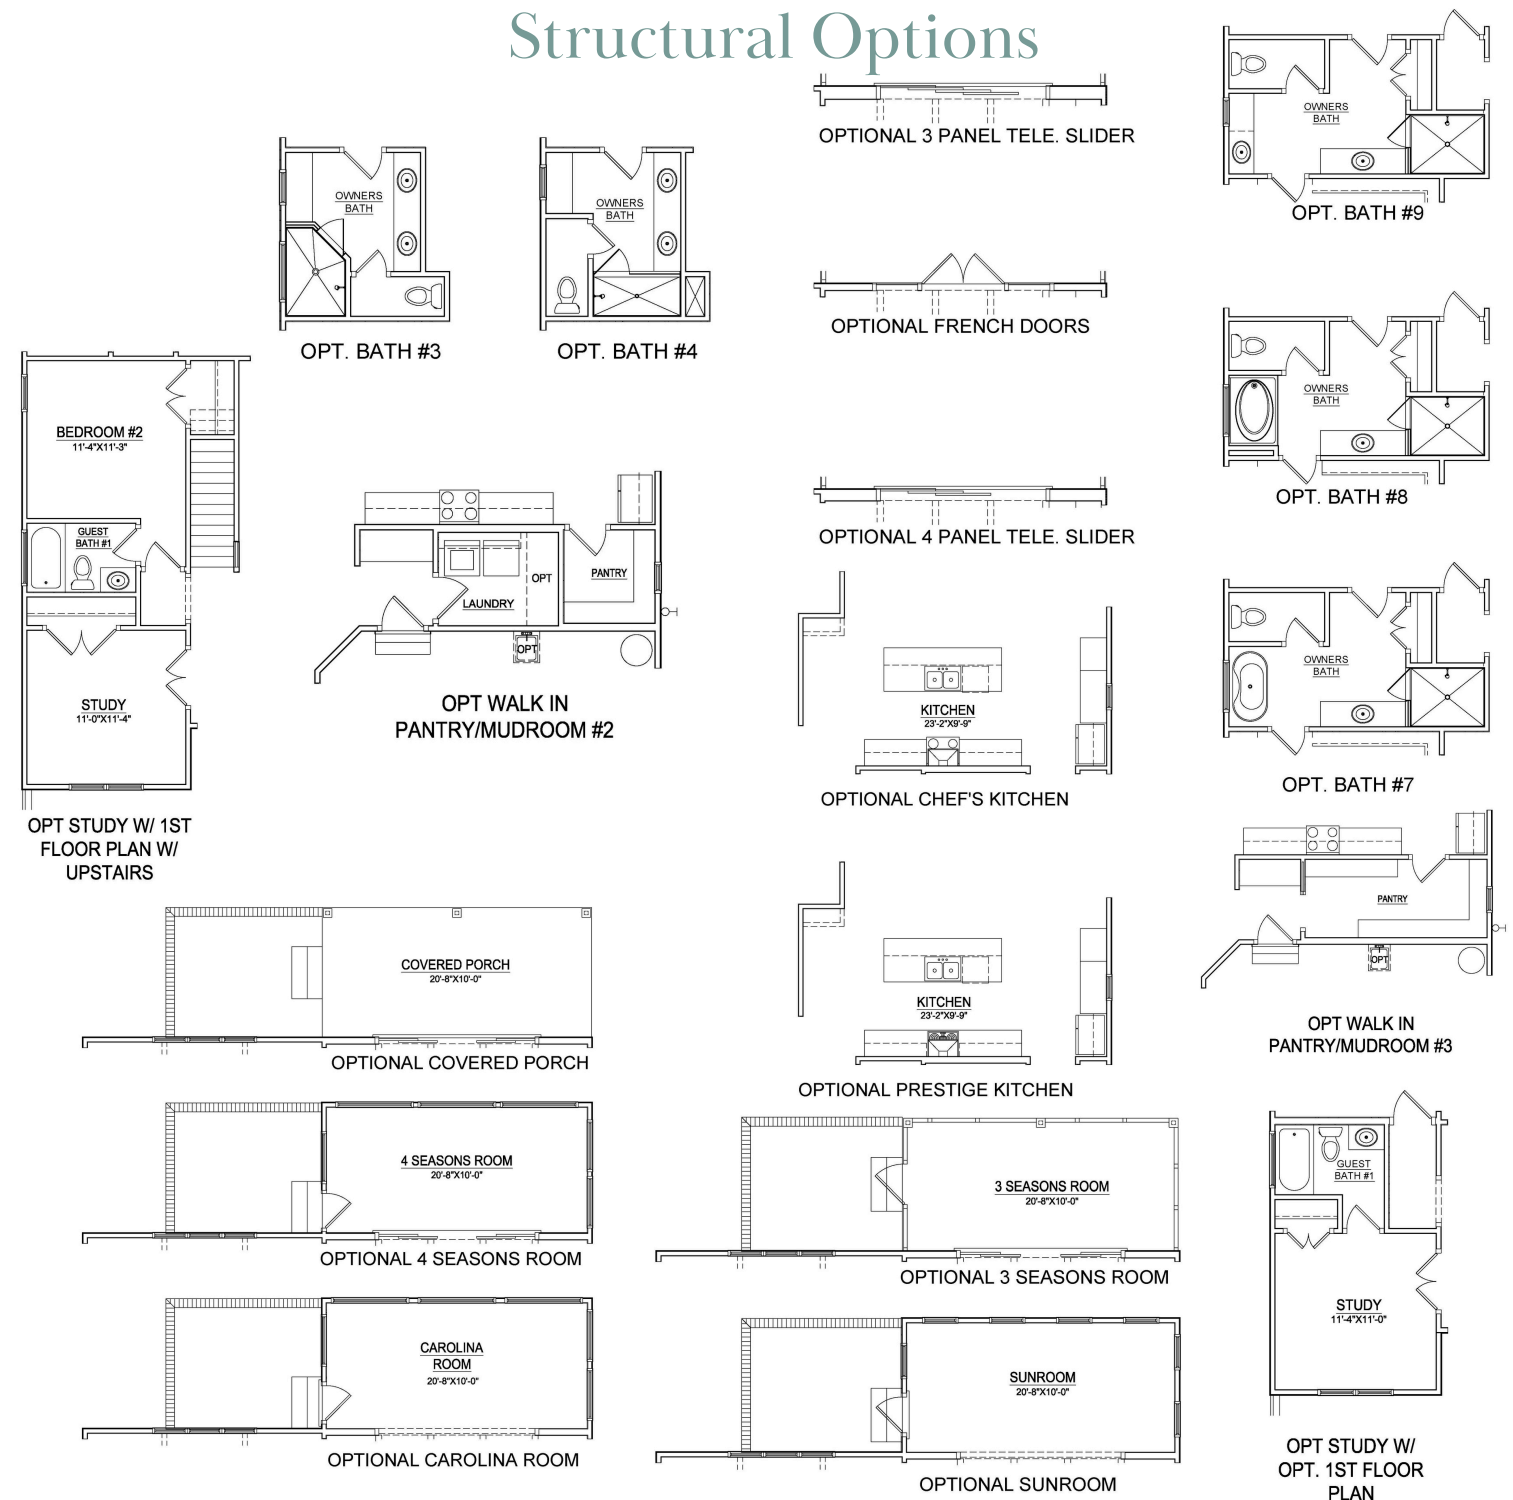 Structural Options
OPTIONAL 3 PANEL TELE. SLIDER
OWNERS
BATH
OPT. BATH #9
OWNERS
BATH
OPT. BATH #3
OWNERS
BATH
OPT. BATH #4
OPTIONAL FRENCH DOORS
OWNERS
BATH
OPT. BATH #8
BEDROOM #2
11'-4"X11'-3"
GUEST
BATH #1
STUDY
11'-0"X11'-4"
OPT STUDY W/ 1ST
FLOOR PLAN W/
UPSTAIRS
OPT
PANTRY
LAUNDRY
OPT
OPT WALK IN
PANTRY/MUDROOM #2
OPTIONAL 4 PANEL TELE. SLIDER
KITCHEN
23'-2"X9'-9"
OPTIONAL CHEF'S KITCHEN
OWNERS
BATH
OPT. BATH #7
PANTRY
OPT
OPT WALK IN
PANTRY/MUDROOM #3
COVERED PORCH
20'-8"X10'-0"
OPTIONAL COVERED PORCH
KITCHEN
23'-2"X9'-9"
OPTIONAL PRESTIGE KITCHEN
4 SEASONS ROOM
20'-8"X10'-0"
OPTIONAL 4 SEASONS ROOM
3 SEASONS ROOM
20'-8"X10'-0"
OPTIONAL 3 SEASONS ROOM
GUEST
BATH #1
STUDY
11'-4"X11'-0"
OPT STUDY W/
OPT. 1ST FLOOR
PLAN
CAROLINA
ROOM
20'-8"X10'-0"
OPTIONAL CAROLINA ROOM
SUNROOM
20'-8"X10'-0"
OPTIONAL SUNROOM